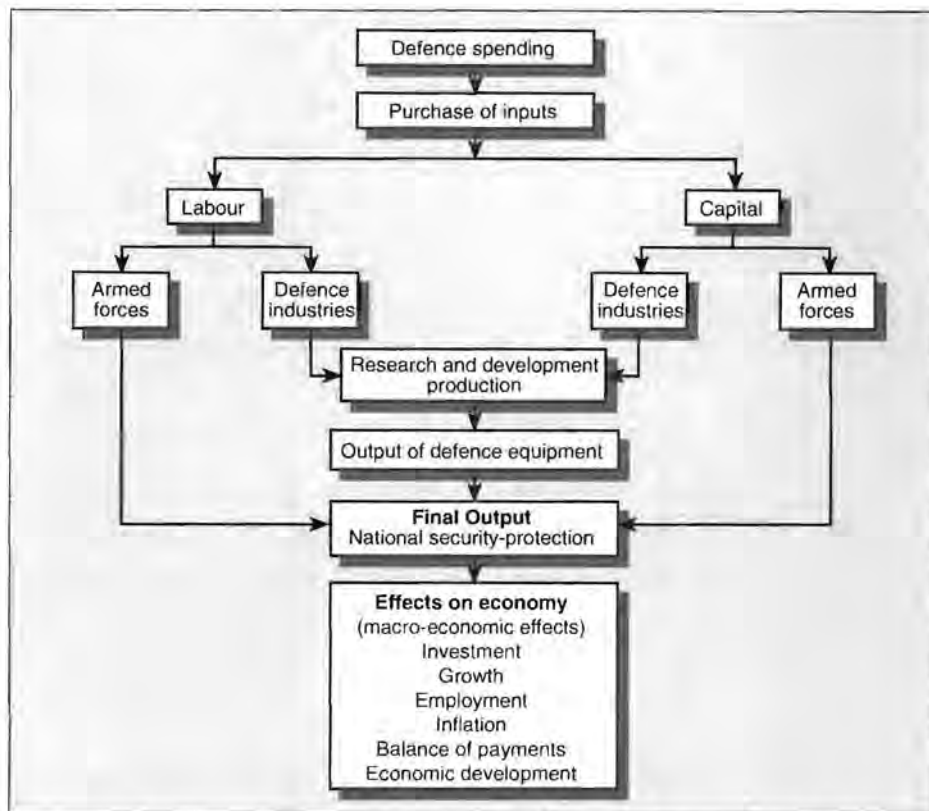 Defence spending
Purchase of inputs
Labour
Capital
Armed
forces
Defence
industries
Defence
industries
Armed
forces
Research and development
production
Output of defence equipment
Final Output
National security-protection
Effects on economy
(macro-economic effects)
Investment
Growth
Employment
Inflation
Balance of payments
Economic development